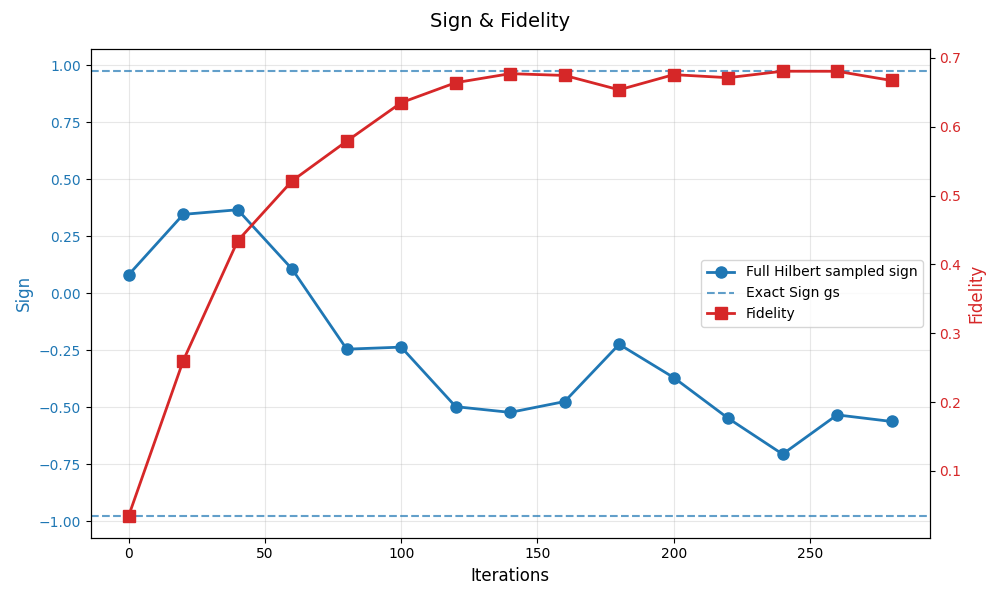 Sign & Fidelity
1.00
0.75
0.50
0.25
0.00
−0.25
−0.50
−0.75
−1.00
Sign
0.7
0.6
0.5
0.4
0.3
0.2
0.1
Fidelity
Full Hilbert sampled sign
Exact Sign gs
Fidelity
0 50 100 150 200 250
Iterations